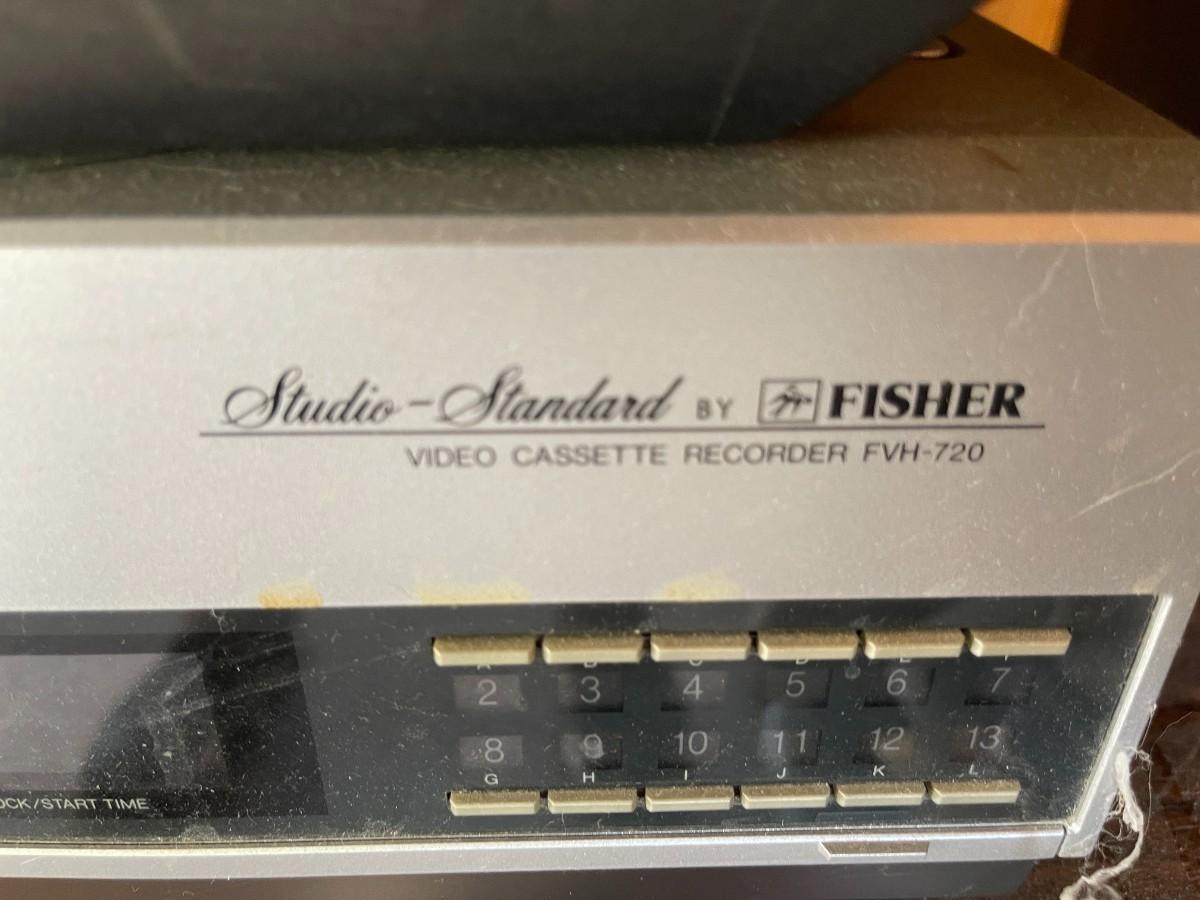 Studio-Standard BY FISHER
VIDEO CASSETTE RECORDER FVH-720
2 3 4 5 6 7
8 9 10 11 12 13
G H I J K L
/START TIME